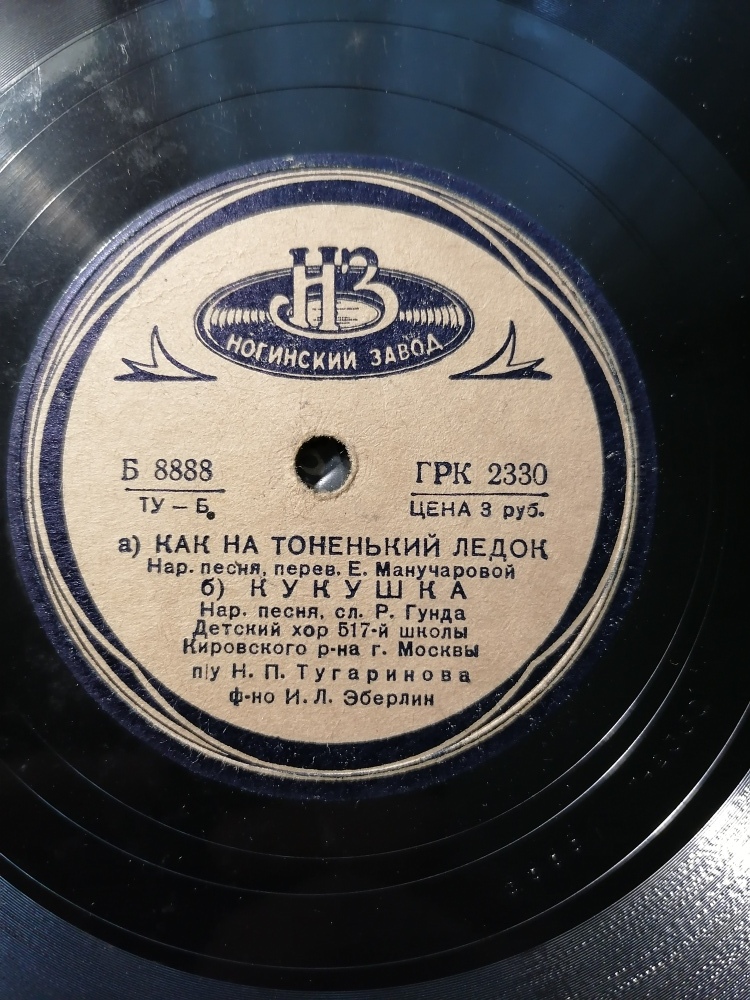 НЗ
НОГИНСКИЙ ЗАВОД
Б 8888 ГРК 2330
ТУ – Б. ЦЕНА 3 руб.
а) КАК НА ТОНЕНЬКИЙ ЛЕДОК
Нар. песня, перев. Е. Манучаровой
б) КУКУШКА
Нар. песня, сл. Р. Гунда
Детский хор 517-й школы
Кировского р-на г. Москвы
п/у Н. П. Тугаринова
ф-но И. Л. Эберлин